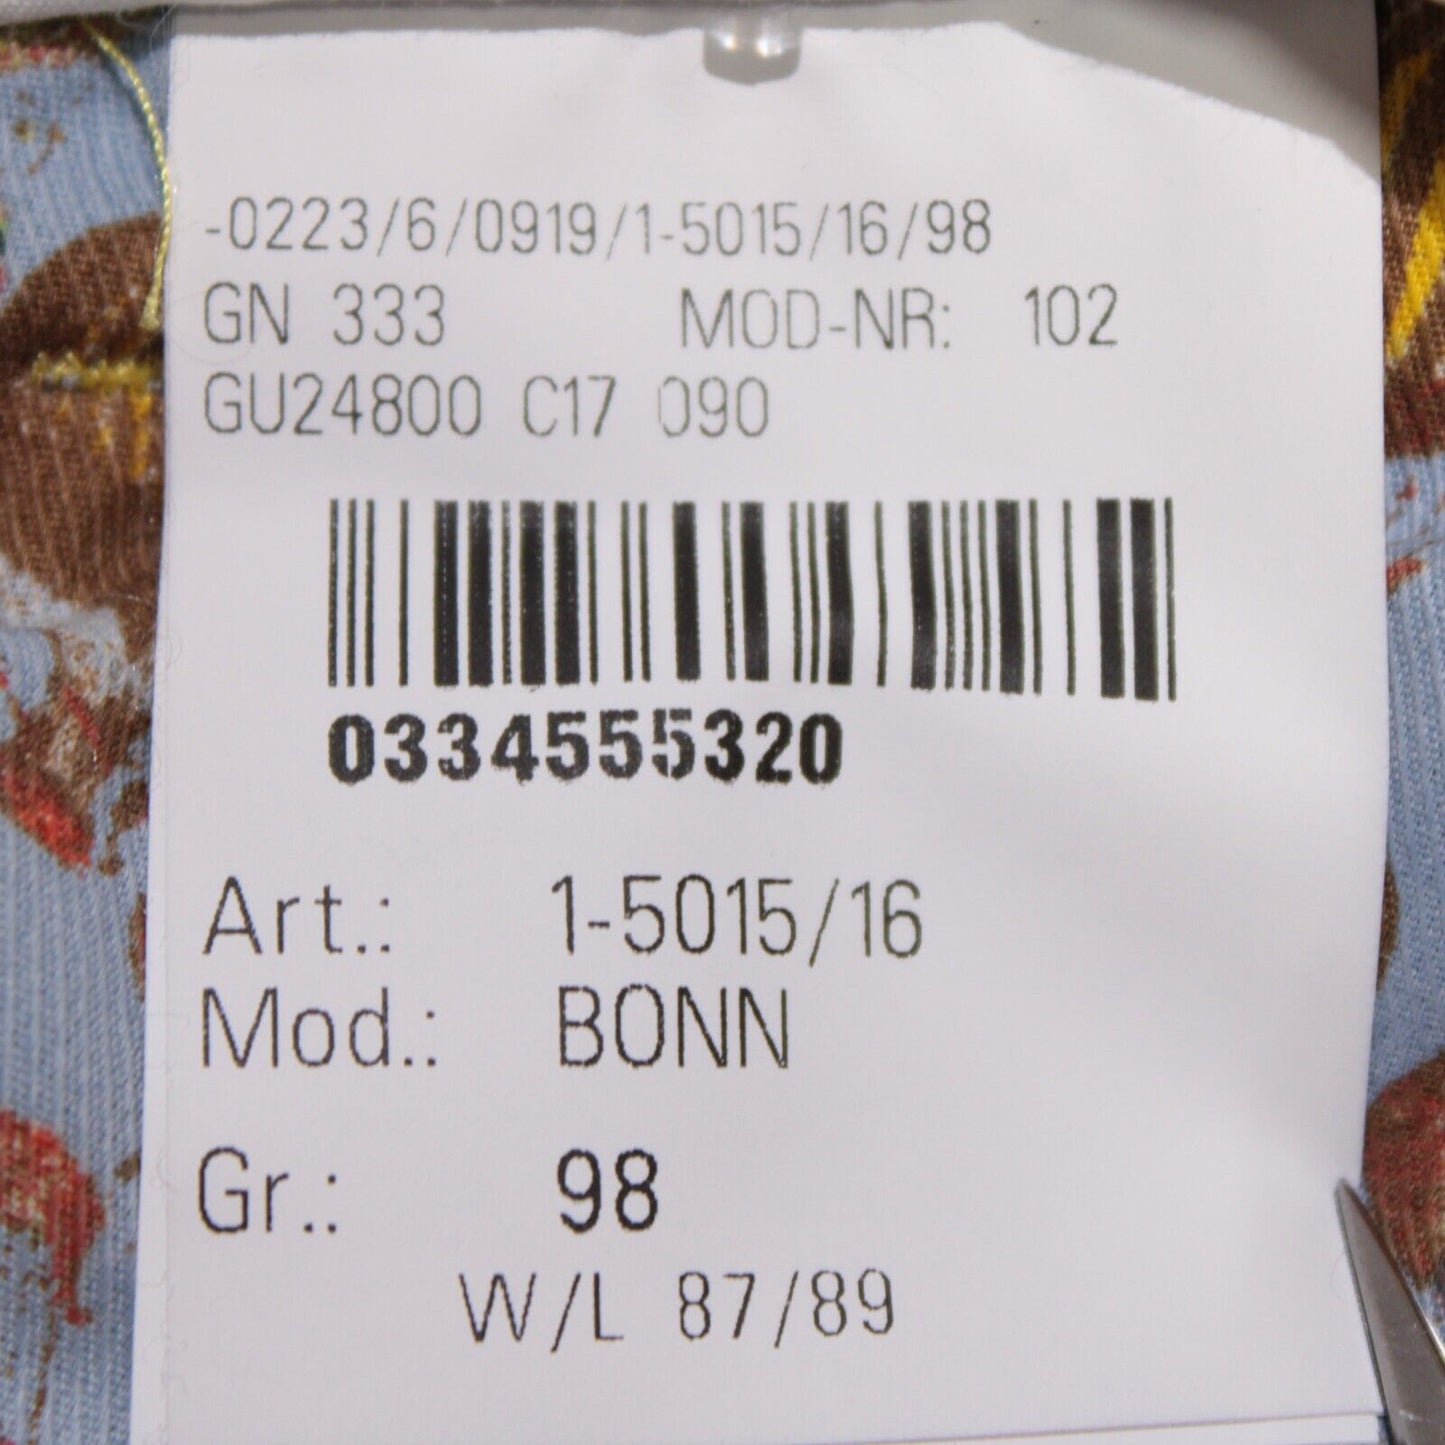 -0223/6/0919/1-5015/16/98
GN 333 MOD-NR: 102
GU24800 C17 090
0334555320
Art.: 1-5015/16
Mod.: BONN
Gr.: 98
W/L 87/89